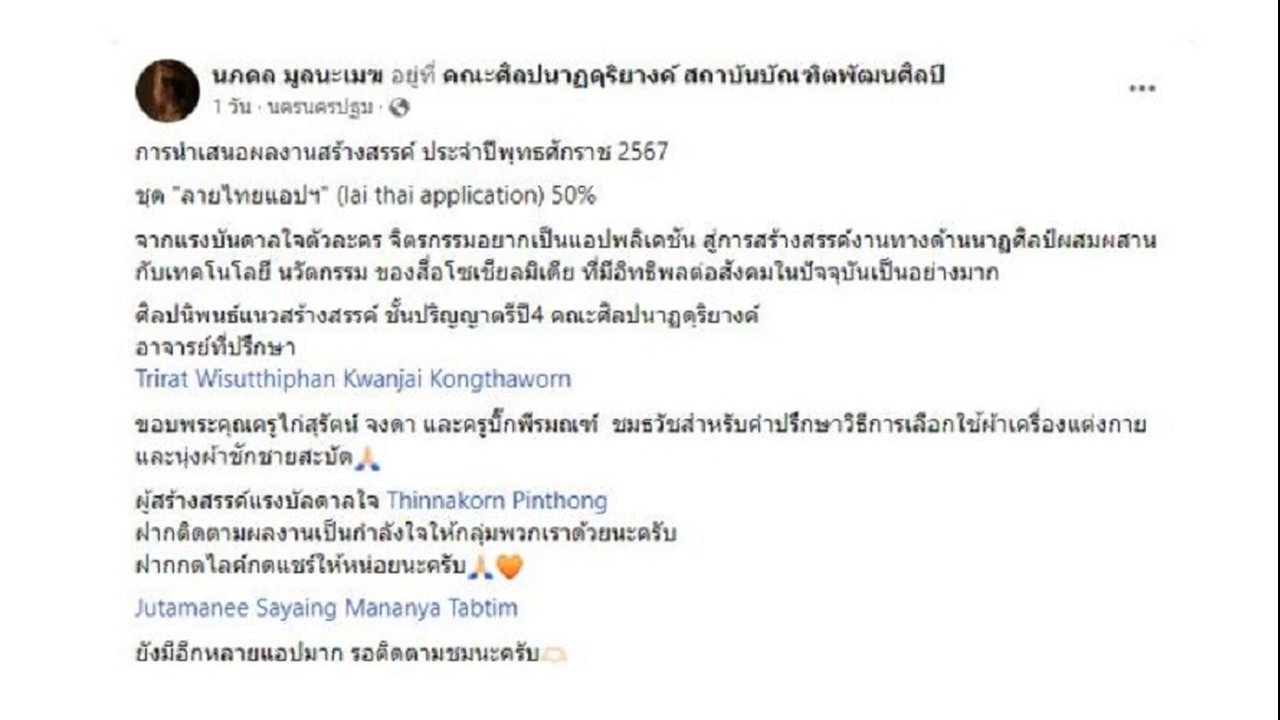 นภดล มูลนะเมฆ อยู่ที่ คณะศิลปนาฏดุริยางค์ สถาบันบัณฑิตพัฒนศิลป์
1 วัน · นครนครปฐม ·
การนำเสนอผลงานสร้างสรรค์ ประจำปีพุทธศักราช 2567
ชุด "ลายไทยแอปฯ" (lai thai application) 50%
จากแรงบันดาลใจตัวละคร จิตรกรรมอยากเป็นแอปพลิเคชัน สู่การสร้างสรรค์งานทางด้านนาฏศิลป์ผสมผสาน
กับเทคโนโลยี นวัตกรรม ของสื่อโซเชียลมิเดีย ที่มีอิทธิพลต่อสังคมในปัจจุบันเป็นอย่างมาก
ศิลปนิพนธ์แนวสร้างสรรค์ ชั้นปริญญาตรีปี4 คณะศิลปนาฏดุริยางค์
อาจารย์ที่ปรึกษา
Trirat Wisutthiphan Kwanjai Kongthaworn
ขอบพระคุณครูไก่สุรัตน์ จงดา และครูบิ๊กพีรมณฑ์ ชมธวัชสำหรับคำปรึกษาวิธีการเลือกใช้ผ้าเครื่องแต่งกาย
และนุ่งผ้าชักชายสะบัด🙏🏻
ผู้สร้างสรรค์แรงบัลดาลใจ Thinnakorn Pinthong
ฝากติดตามผลงานเป็นกำลังใจให้กลุ่มพวกเราด้วยนะครับ
ฝากกดไลค์กดแชร์ให้หน่อยนะครับ🙏🏻🧡
Jutamanee Sayaing Mananya Tabtim
ยังมีอีกหลายแอปมาก รอติดตามชมนะครับ🫶🏻